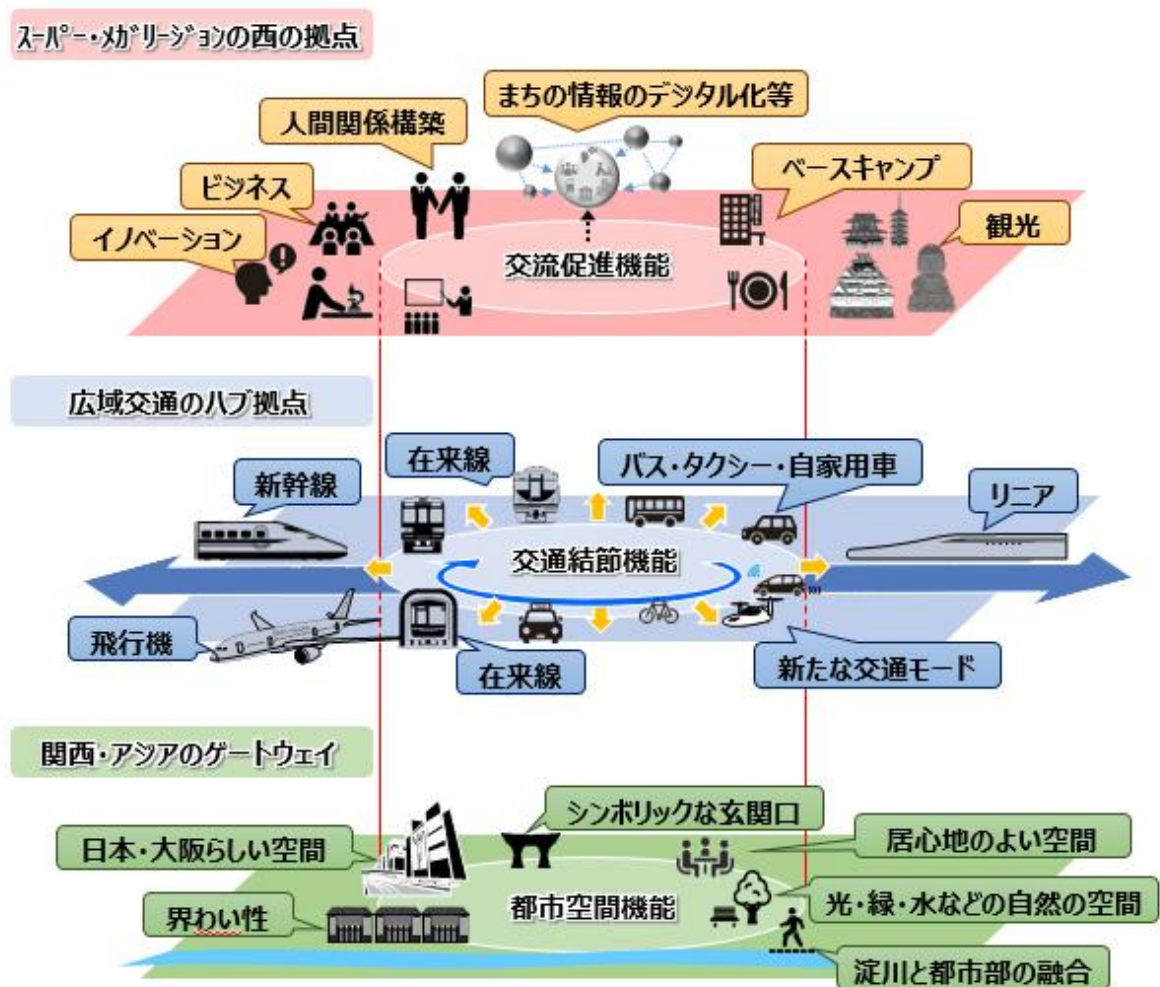 スーパー・メガリージョンの西の拠点
まちの情報のデジタル化等
人間関係構築
ベースキャンプ
ビジネス
観光
イノベーション
交流促進機能
広域交通のハブ拠点
在来線
バス・タクシー・自家用車
新幹線
リニア
交通結節機能
飛行機
在来線
新たな交通モード
関西・アジアのゲートウェイ
シンボリックな玄関口
日本・大阪らしい空間
居心地のよい空間
界わい性
都市空間機能
光・緑・水などの自然の空間
淀川と都市部の融合